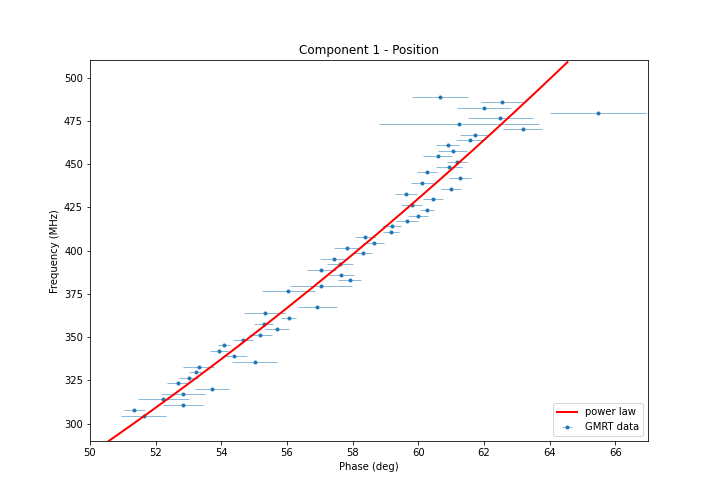 Component 1 - Position
500
475
450
425
400
375
350
325
300
Frequency (MHz)
50 52 54 56 58 60 62 64 66
Phase (deg)
power law
GMRT data